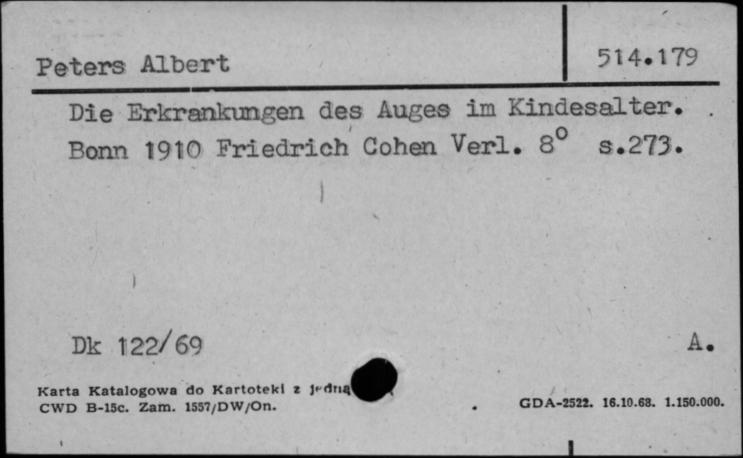 Peters Albert 514.179
Die Erkrankungen des Auges im Kindesalter.
Bonn 1910 Friedrich Cohen Verl. 8° s.273.
Dk 122/69 A.
Karta Katalogowa do Kartoteki z jedną
CWD B-15c. Zam. 1557/DW/On. GDA-2522. 16.10.68. 1.150.000.